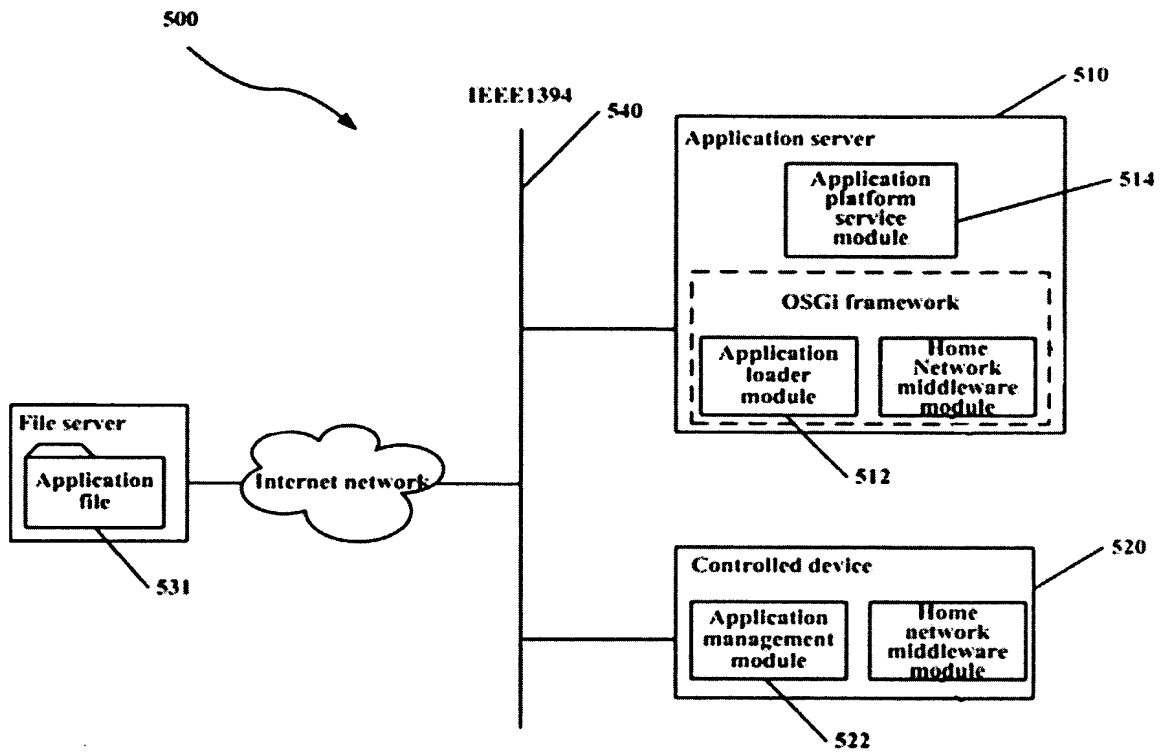 500
IEEE1394
540
510
Application server
Application
platform
service
module
514
OSGi framework
Application
loader
module
Home
Network
middleware
module
512
File server
Application
file
531
Internet network
520
Controlled device
Application
management
module
Home
network
middleware
module
522